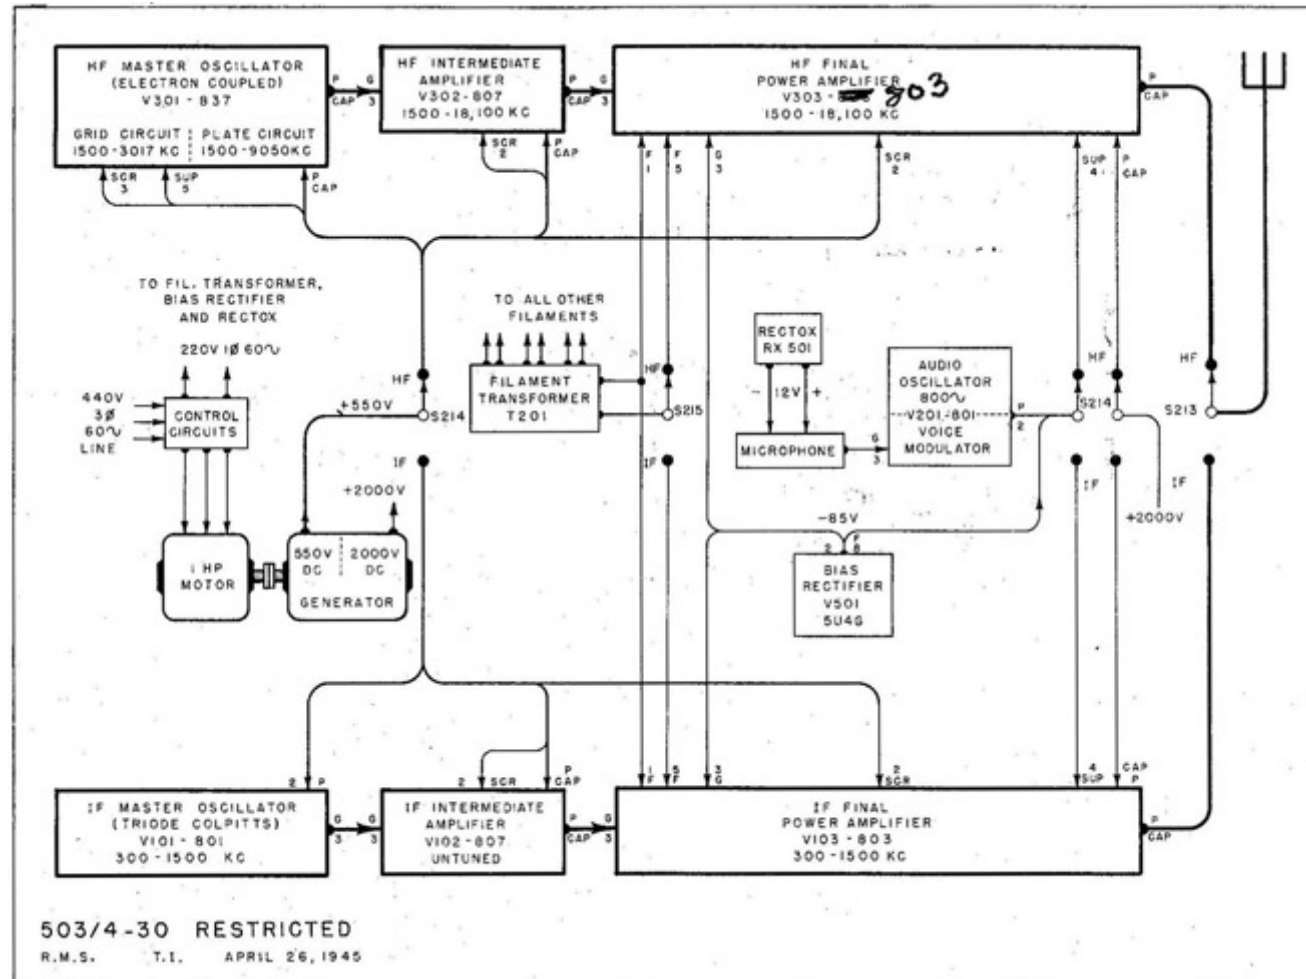 HF MASTER OSCILLATOR
(ELECTRON COUPLED)
V301-837
GRID CIRCUIT
1500-3017 KC
PLATE CIRCUIT
1500-9050KC
P
CAP
G
3
HF INTERMEDIATE
AMPLIFIER
V302-807
1500-18,100 KC
P
CAP
G
3
HF FINAL
POWER AMPLIFIER
V303- 803
1500-18,100 KC
P
CAP
SCR
3
SUP
5
P
CAP
SCR
2
P
CAP
F
1
F
5
G
3
SCR
2
SUP
4
P
CAP
TO FIL. TRANSFORMER,
BIAS RECTIFIER
AND RECTOX
220V 1Ø 60~
440V
3Ø
60~
LINE
CONTROL
CIRCUITS
HF
+550V
S214
IF
+2000V
TO ALL OTHER
FILAMENTS
FILAMENT
TRANSFORMER
T201
HF
S215
IF
RECTOX
RX 501
- 12V +
MICROPHONE
G
3
AUDIO
OSCILLATOR
800~
V201-801
VOICE
MODULATOR
P
2
HF
S214
IF
+2000V
HF
S213
IF
1 HP
MOTOR
550V
DC
2000V
DC
GENERATOR
-85V
2
F
8
BIAS
RECTIFIER
V501
5U4G
2 P
2
SCR
P
CAP
1
F
5
F
3
G
2
SCR
4
SUP
CAP
P
IF MASTER OSCILLATOR
(TRIODE COLPITTS)
V101-801
300-1500 KC
G
3
G
3
IF INTERMEDIATE
AMPLIFIER
V102-807
UNTUNED
P
CAP
G
3
IF FINAL
POWER AMPLIFIER
V103-803
300-1500 KC
P
CAP
503/4-30 RESTRICTED
R.M.S. T.I. APRIL 26, 1945